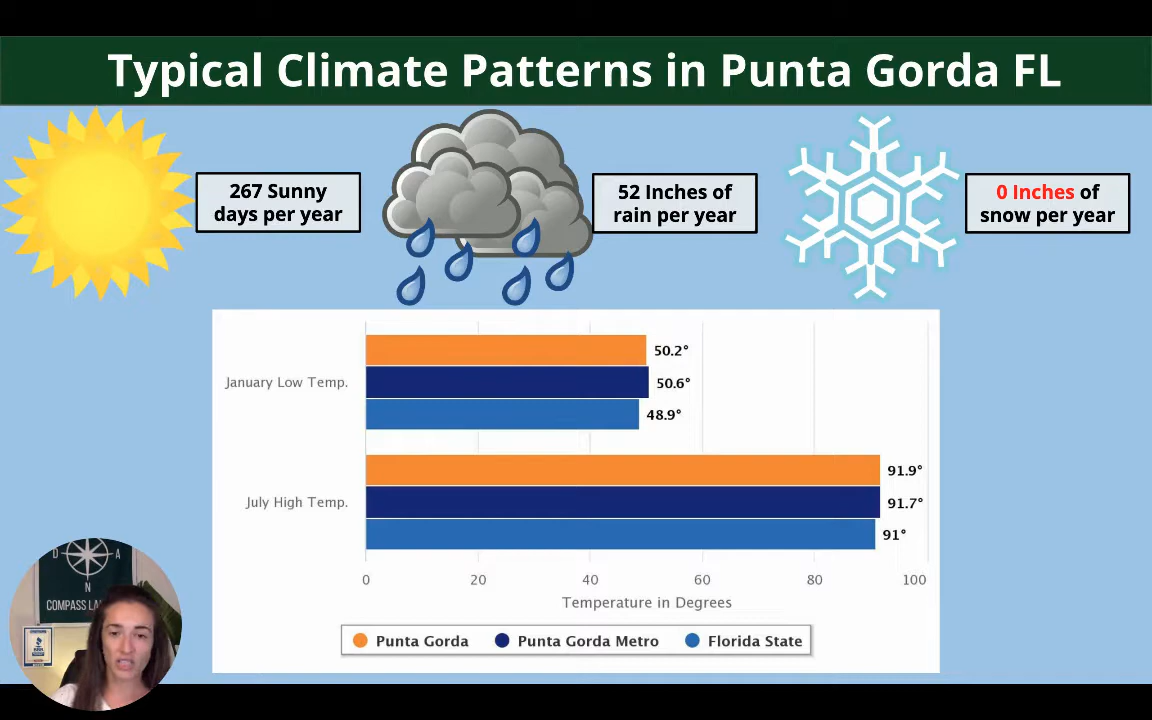 Typical Climate Patterns in Punta Gorda FL
267 Sunny
days per year
52 Inches of
rain per year
0 Inches of
snow per year
50.2°
January Low Temp.
50.6°
48.9°
91.9°
July High Temp.
91.7°
91°
0 20 40 60 80 100
Temperature in Degrees
Punta Gorda Punta Gorda Metro Florida State
D A
N
COMPASS